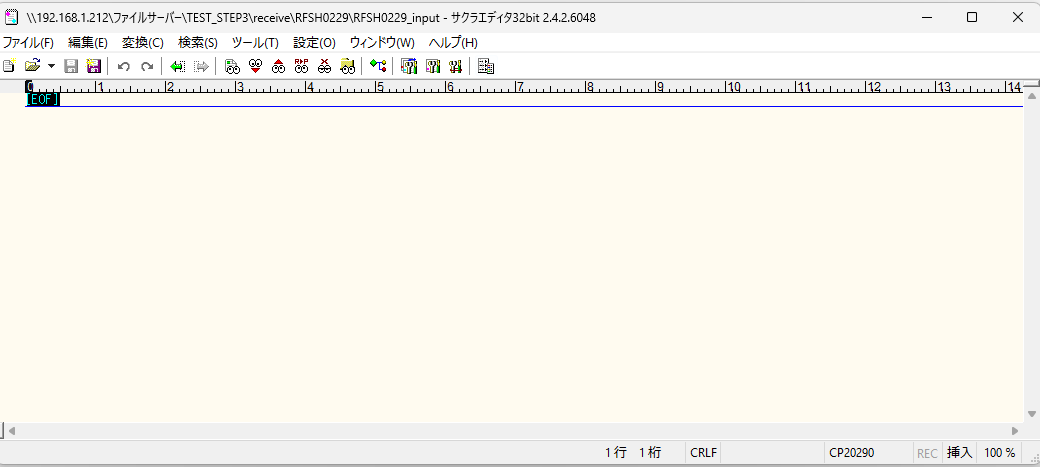 \\192.168.1.212\ファイルサーバー\TEST_STEP3\receive\RFSH0229\RFSH0229_input - サクラエディタ32bit 2.4.2.6048
ファイル(F) 編集(E) 変換(C) 検索(S) ツール(T) 設定(O) ウィンドウ(W) ヘルプ(H)
0 1 2 3 4 5 6 7 8 9 10 11 12 13 14
[EOF]
1 行 1 桁 CRLF CP20290 REC 挿入 100 %